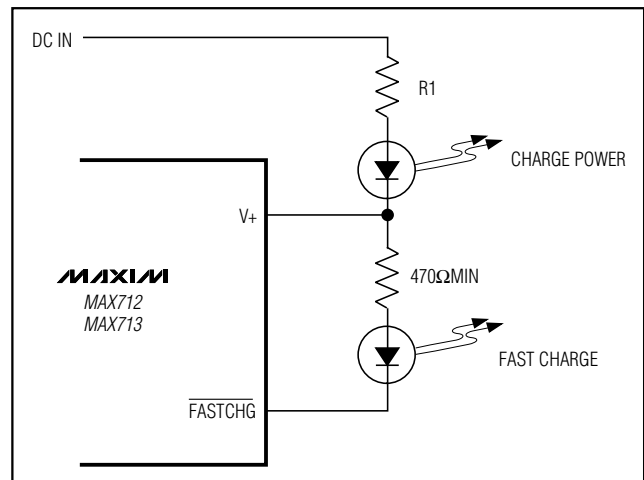 DC IN
R1
CHARGE POWER
V+
MAXIM
MAX712
MAX713
470ΩMIN
FAST CHARGE
FASTCHG